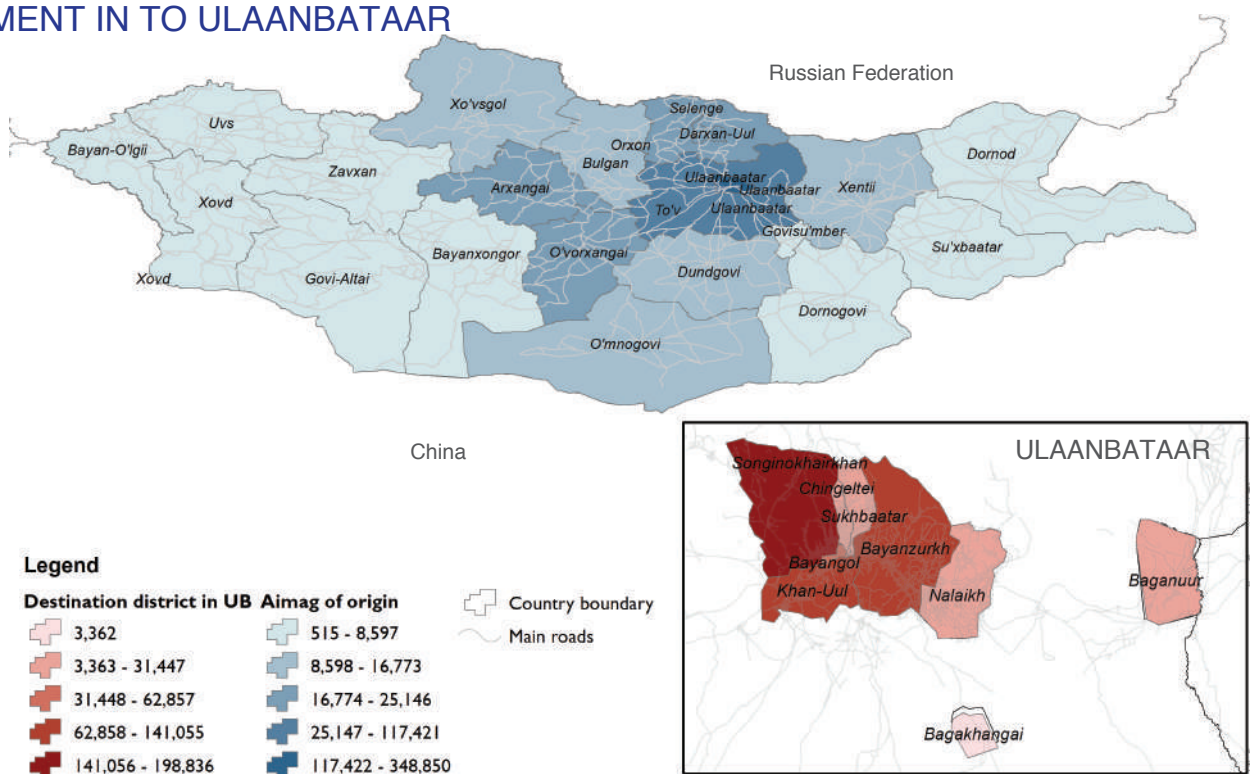 MENT IN TO ULAANBATAAR
Russian Federation
Xo'vsgol
Selenge
Uvs
Darxan-Uul
Orxon
Bayan-O'lgii
Bulgan
Dornod
Zavxan
Ulaanbaatar
Arxangai
Ulaanbaatar
Xentii
Xovd
To'v
Ulaanbaatar
Govisu'mber
Bayanxongor
O'vorxangai
Su'xbaatar
Dundgovi
Xovd
Govi-Altai
Dornogovi
O'mnogovi
China
ULAANBATAAR
Songinokhairkhan
Chingeltei
Sukhbaatar
Bayanzurkh
Bayangol
Khan-Uul
Nalaikh
Baganuur
Bagakhangai
Legend
Destination district in UB Aimag of origin
Country boundary
Main roads
3,362 515 - 8,597
3,363 - 31,447 8,598 - 16,773
31,448 - 62,857 16,774 - 25,146
62,858 - 141,055 25,147 - 117,421
141,056 - 198,836 117,422 - 348,850